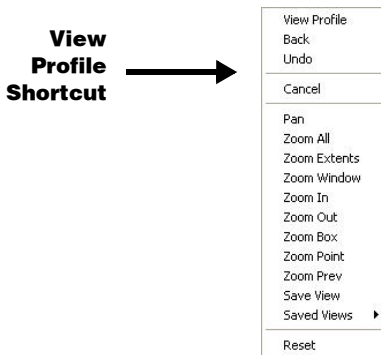 View
Profile
Shortcut
View Profile
Back
Undo
Cancel
Pan
Zoom All
Zoom Extents
Zoom Window
Zoom In
Zoom Out
Zoom Box
Zoom Point
Zoom Prev
Save View
Saved Views
Reset